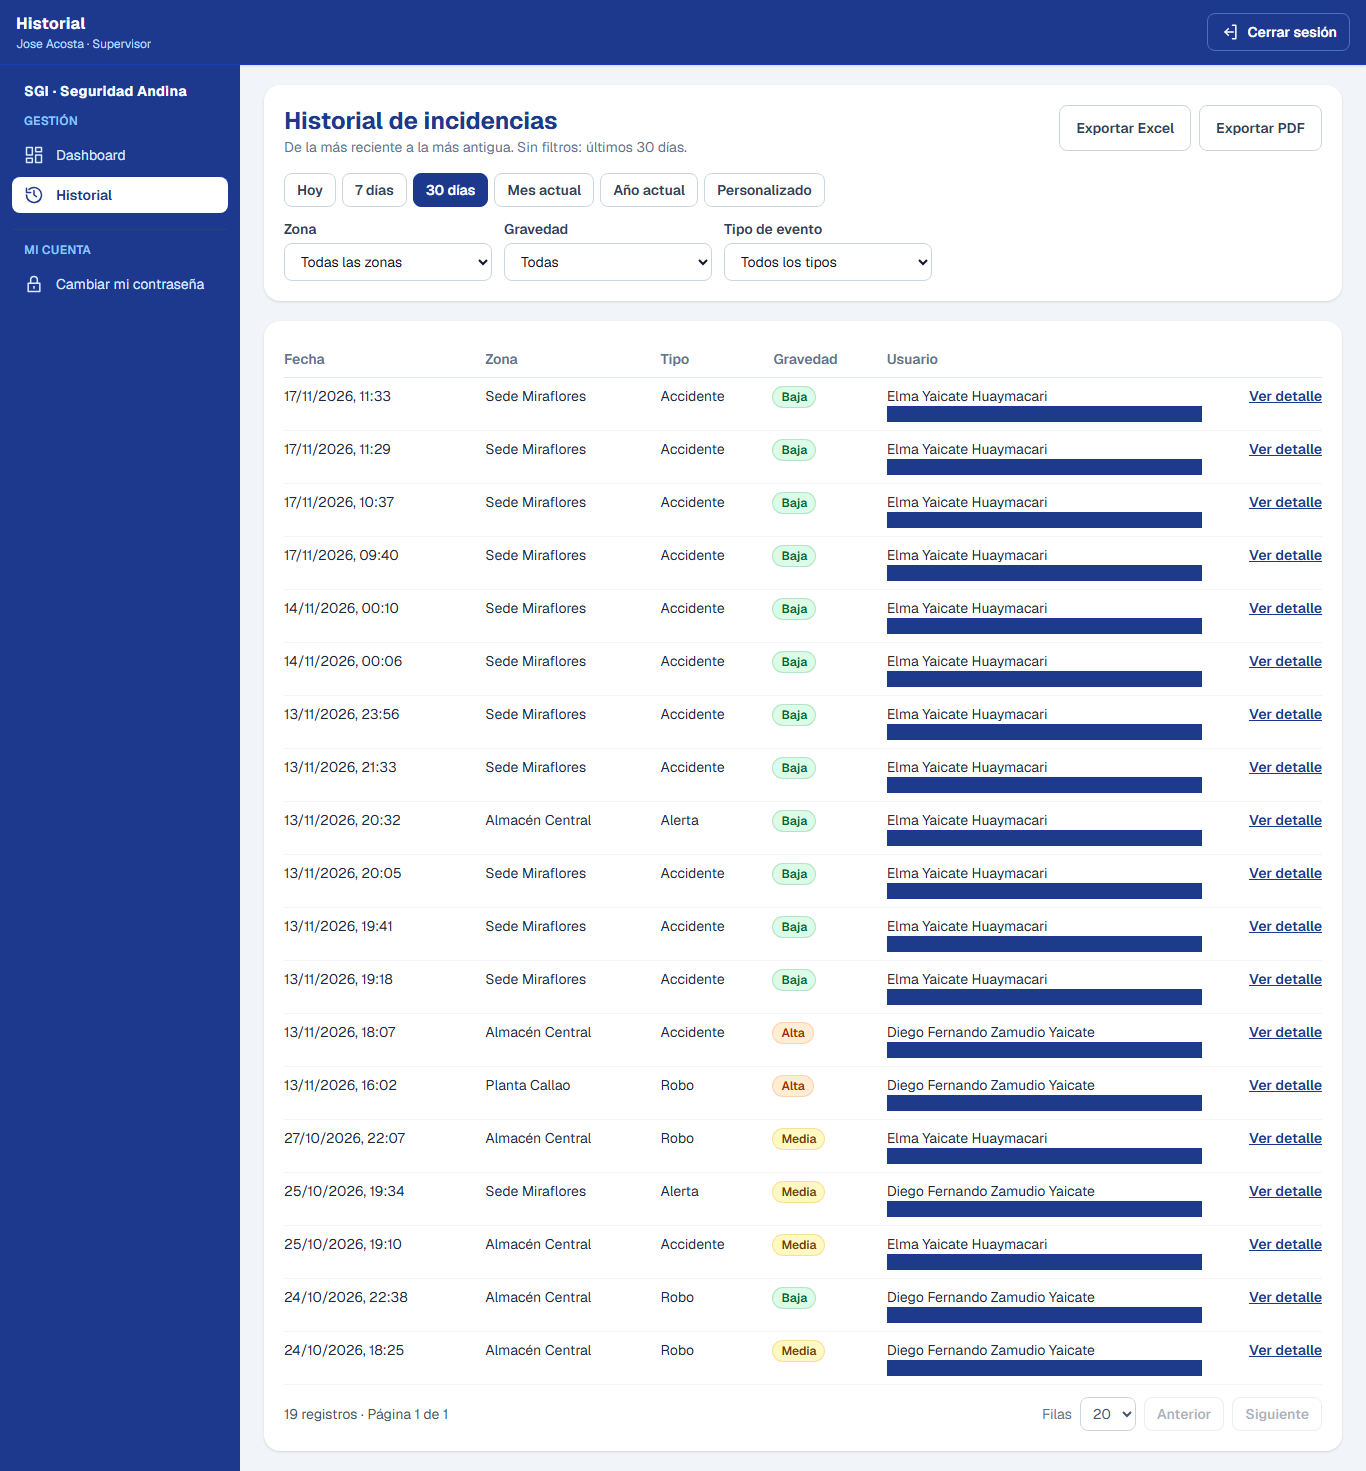 Historial
Jose Acosta · Supervisor
Cerrar sesión
SGI · Seguridad Andina
GESTIÓN
Dashboard
Historial
MI CUENTA
Cambiar mi contraseña
Historial de incidencias
De la más reciente a la más antigua. Sin filtros: últimos 30 días.
Exportar Excel Exportar PDF
Hoy 7 días 30 días Mes actual Año actual Personalizado
Zona Gravedad Tipo de evento
Todas las zonas Todas Todos los tipos
Fecha Zona Tipo Gravedad Usuario
17/11/2026, 11:33 Sede Miraflores Accidente Baja Elma Yaicate Huaymacari Ver detalle
17/11/2026, 11:29 Sede Miraflores Accidente Baja Elma Yaicate Huaymacari Ver detalle
17/11/2026, 10:37 Sede Miraflores Accidente Baja Elma Yaicate Huaymacari Ver detalle
17/11/2026, 09:40 Sede Miraflores Accidente Baja Elma Yaicate Huaymacari Ver detalle
14/11/2026, 00:10 Sede Miraflores Accidente Baja Elma Yaicate Huaymacari Ver detalle
14/11/2026, 00:06 Sede Miraflores Accidente Baja Elma Yaicate Huaymacari Ver detalle
13/11/2026, 23:56 Sede Miraflores Accidente Baja Elma Yaicate Huaymacari Ver detalle
13/11/2026, 21:33 Sede Miraflores Accidente Baja Elma Yaicate Huaymacari Ver detalle
13/11/2026, 20:32 Almacén Central Alerta Baja Elma Yaicate Huaymacari Ver detalle
13/11/2026, 20:05 Sede Miraflores Accidente Baja Elma Yaicate Huaymacari Ver detalle
13/11/2026, 19:41 Sede Miraflores Accidente Baja Elma Yaicate Huaymacari Ver detalle
13/11/2026, 19:18 Sede Miraflores Accidente Baja Elma Yaicate Huaymacari Ver detalle
13/11/2026, 18:07 Almacén Central Accidente Alta Diego Fernando Zamudio Yaicate Ver detalle
13/11/2026, 16:02 Planta Callao Robo Alta Diego Fernando Zamudio Yaicate Ver detalle
27/10/2026, 22:07 Almacén Central Robo Media Elma Yaicate Huaymacari Ver detalle
25/10/2026, 19:34 Sede Miraflores Alerta Media Diego Fernando Zamudio Yaicate Ver detalle
25/10/2026, 19:10 Almacén Central Accidente Media Elma Yaicate Huaymacari Ver detalle
24/10/2026, 22:38 Almacén Central Robo Baja Diego Fernando Zamudio Yaicate Ver detalle
24/10/2026, 18:25 Almacén Central Robo Media Diego Fernando Zamudio Yaicate Ver detalle
19 registros · Página 1 de 1 Filas 20 Anterior Siguiente